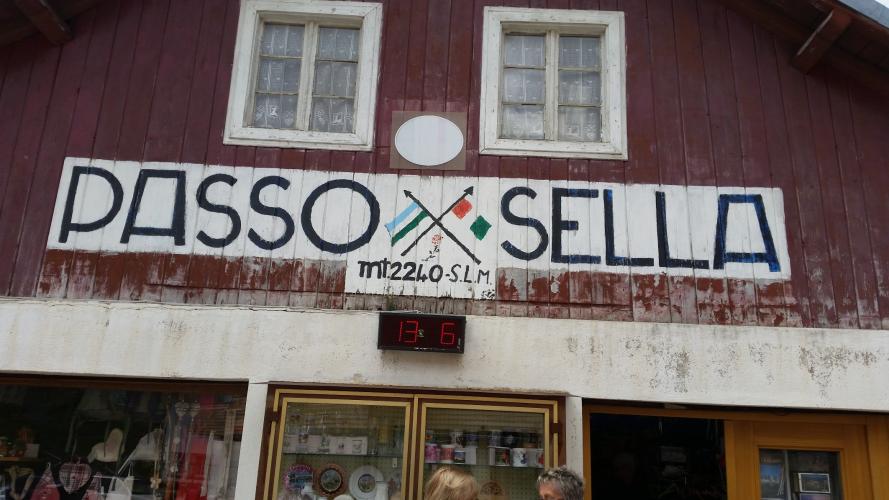 PASSO SELLA
mt2240-S.L.M.
13 6